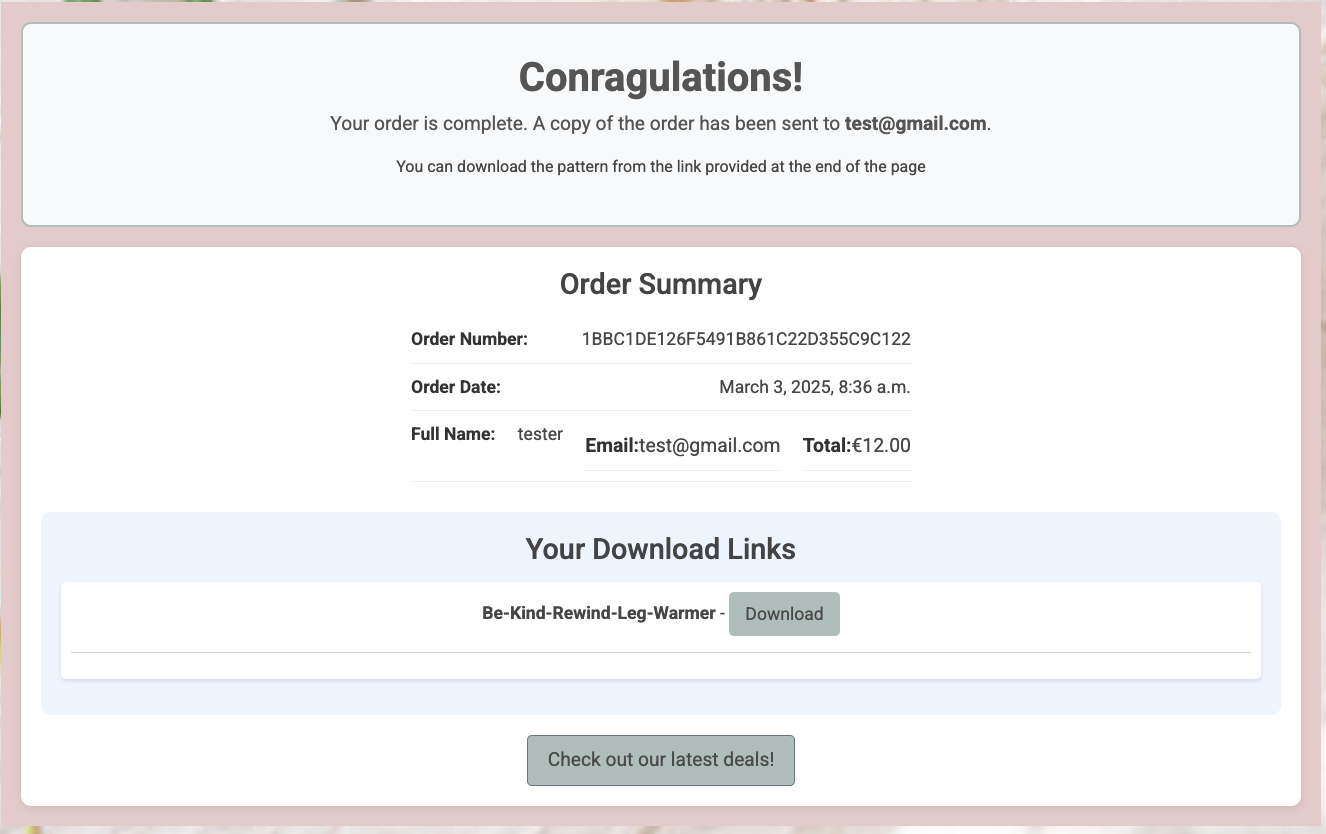 Conragulations!
Your order is complete. A copy of the order has been sent to test@gmail.com.
You can download the pattern from the link provided at the end of the page
Order Summary
Order Number: 1BBC1DE126F5491B861C22D355C9C122
Order Date: March 3, 2025, 8:36 a.m.
Full Name: tester Email:test@gmail.com Total:€12.00
Your Download Links
Be-Kind-Rewind-Leg-Warmer - Download
Check out our latest deals!